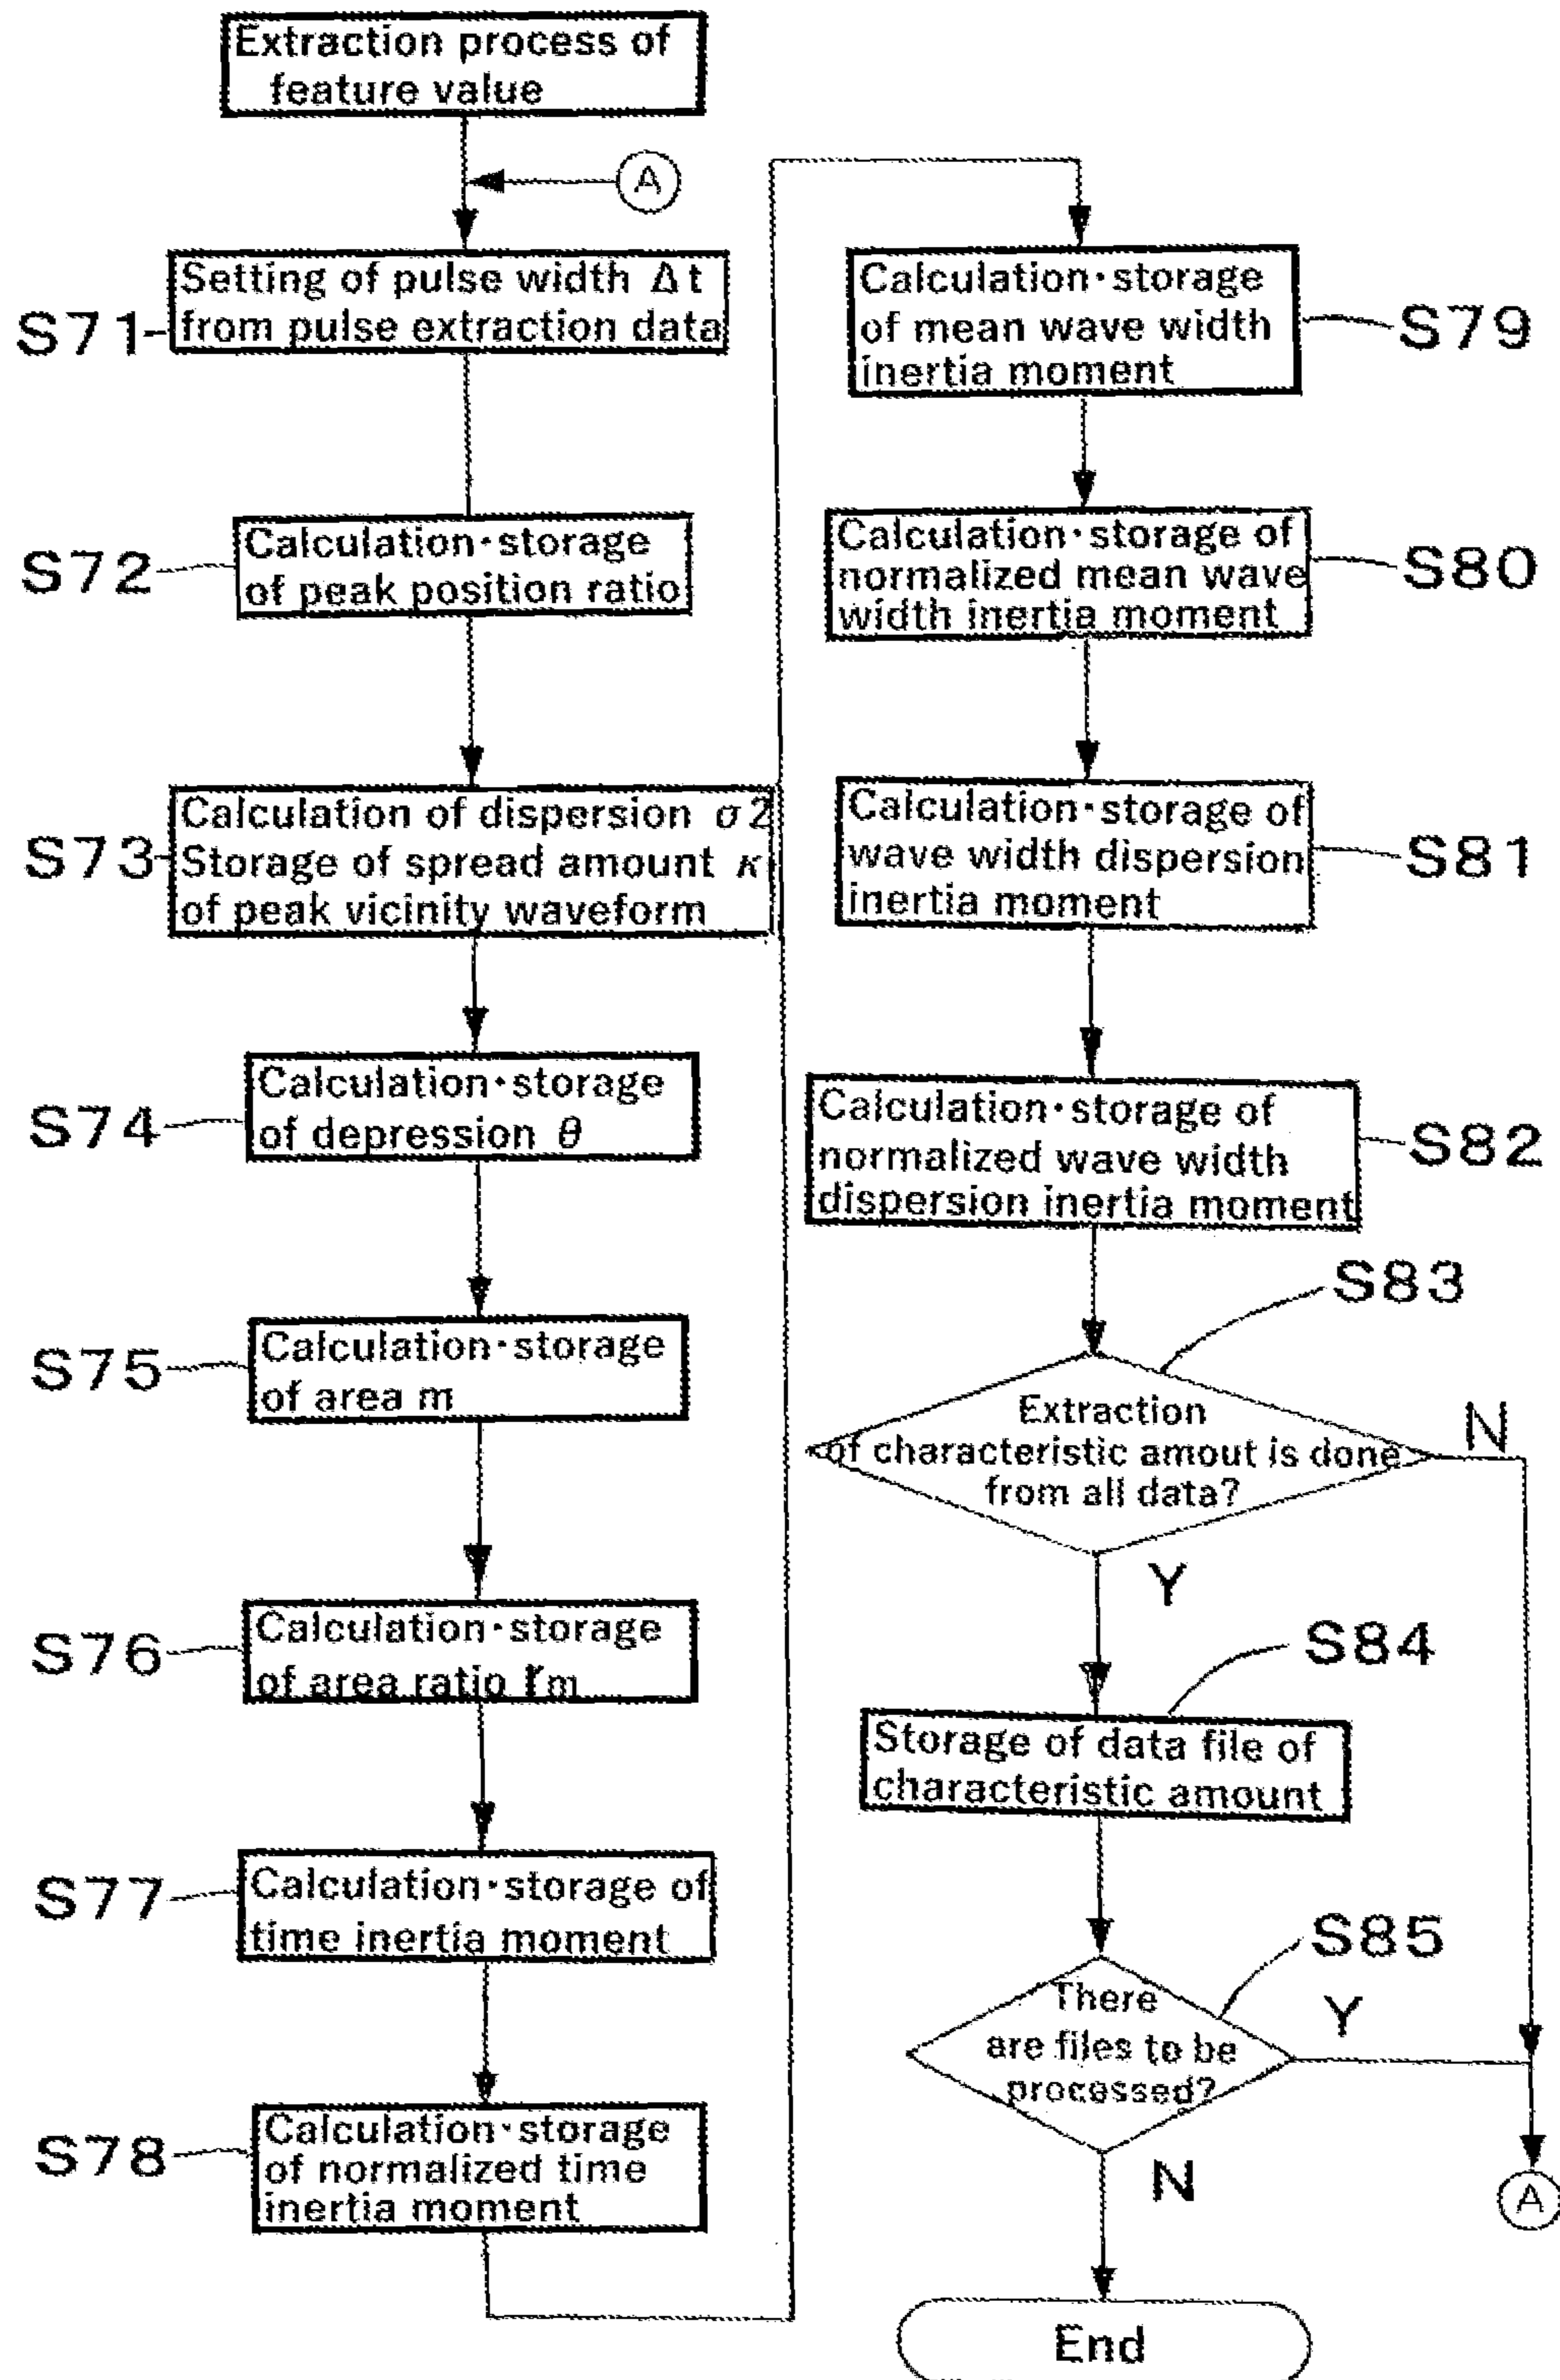 Extraction process of
feature value
A
S71
Setting of pulse width Δt
from pulse extraction data
S72
Calculation・storage
of peak position ratio
S73
Calculation of dispersion σ2
Storage of spread amount κ
of peak vicinity waveform
S74
Calculation・storage
of depression θ
S75
Calculation・storage
of area m
S76
Calculation・storage
of area ratio rm
S77
Calculation・storage of
time inertia moment
S78
Calculation・storage
of normalized time
inertia moment
Calculation・storage
of mean wave width
inertia moment
S79
Calculation・storage of
normalized mean wave
width inertia moment
S80
Calculation・storage of
wave width dispersion
inertia moment
S81
Calculation・storage of
normalized wave width
dispersion inertia moment
S82
S83
Extraction
of characteristic amout is done
from all data?
N
Y
S84
Storage of data file of
characteristic amount
S85
There
are files to be
processed?
Y
N
A
End